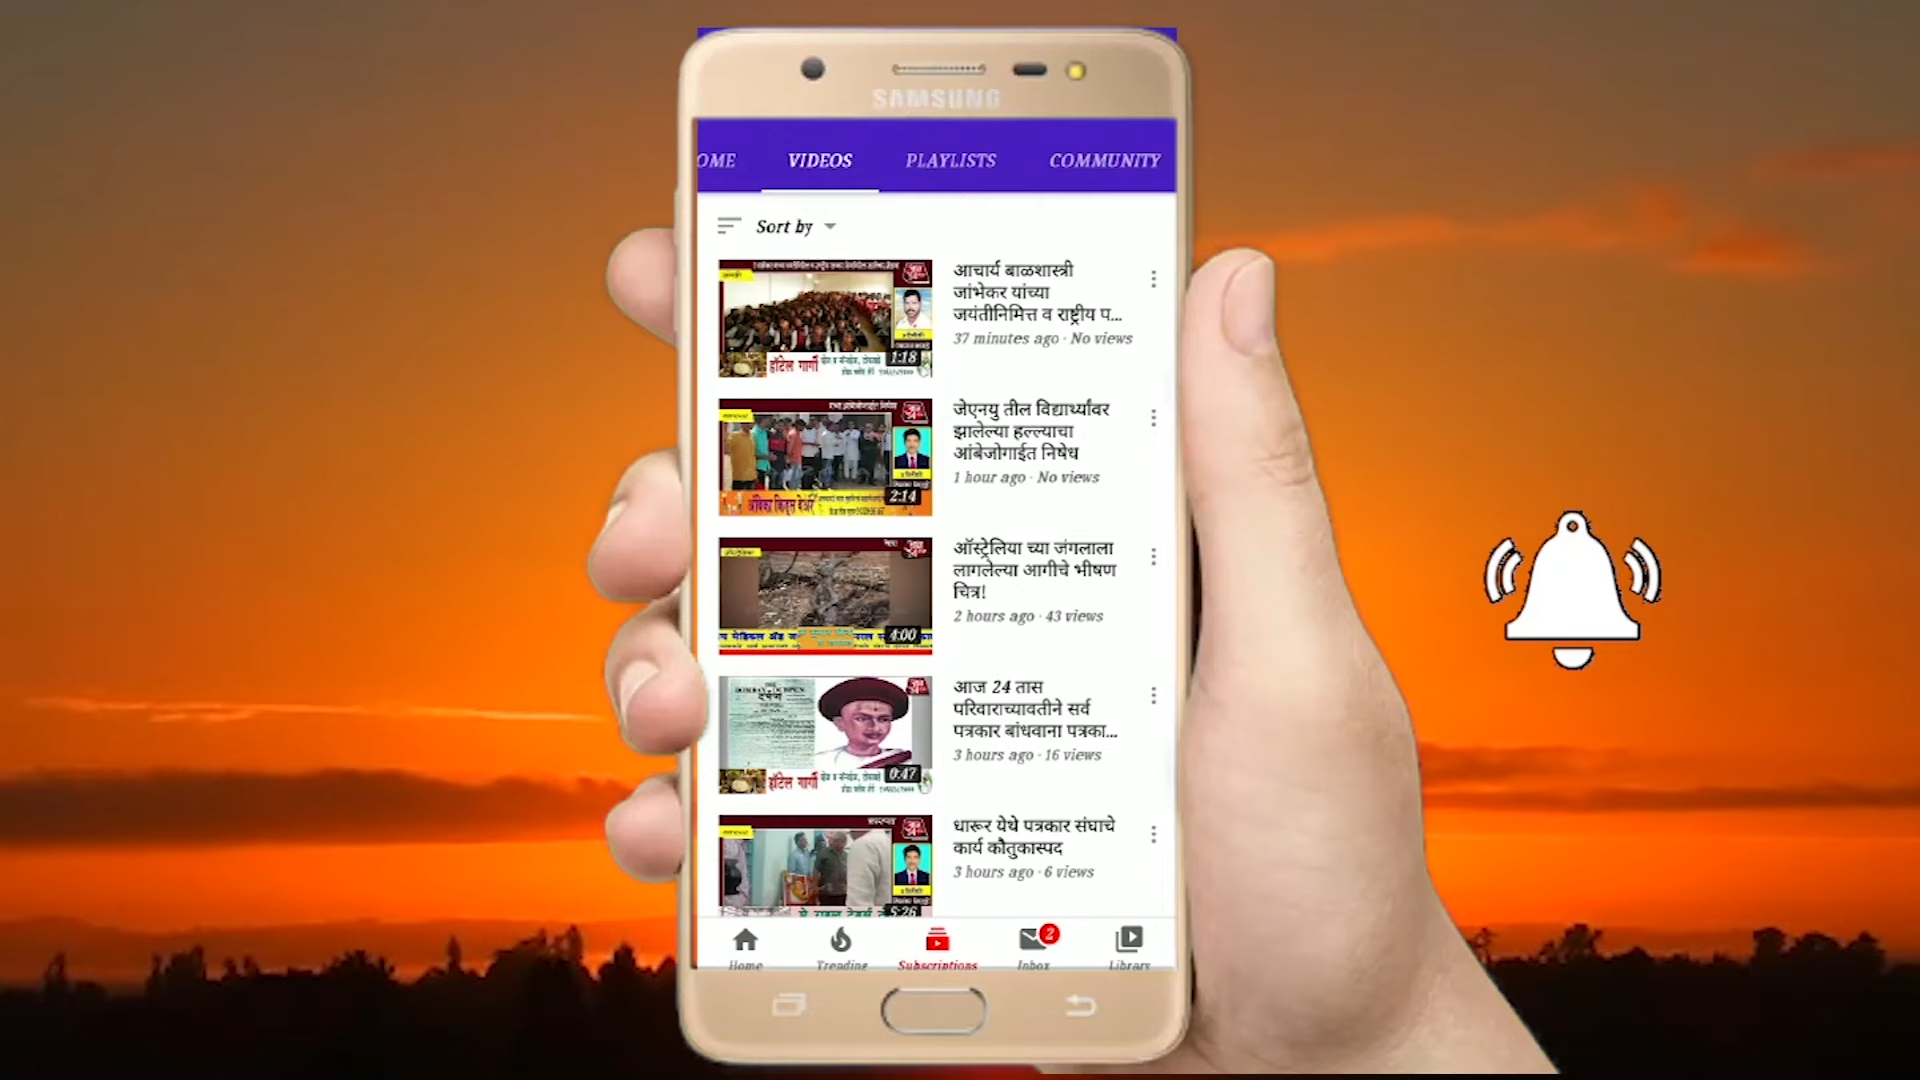 SAMSUNG
OME VIDEOS PLAYLISTS COMMUNITY
Sort by
आचार्य बाळशास्त्री
जांभेकर यांच्या
जयंतीनिमित्त व राष्ट्रीय प...
37 minutes ago · No views
हॉटेल गार्गी
1:18
जेएनयु तील विद्यार्थ्यांवर
झालेल्या हल्ल्याचा
आंबेजोगाईत निषेध
1 hour ago · No views
2:14
ऑस्ट्रेलिया च्या जंगलाला
लागलेल्या आगीचे भीषण
चित्र!
2 hours ago · 43 views
4:00
आज 24 तास
परिवाराच्यावतीने सर्व
पत्रकार बांधवाना पत्रका...
3 hours ago · 16 views
हॉटेल गार्गी
0:47
धारूर येथे पत्रकार संघाचे
कार्य कौतुकास्पद
3 hours ago · 6 views
5:26
2
Home Trending Subscriptions Inbox Library